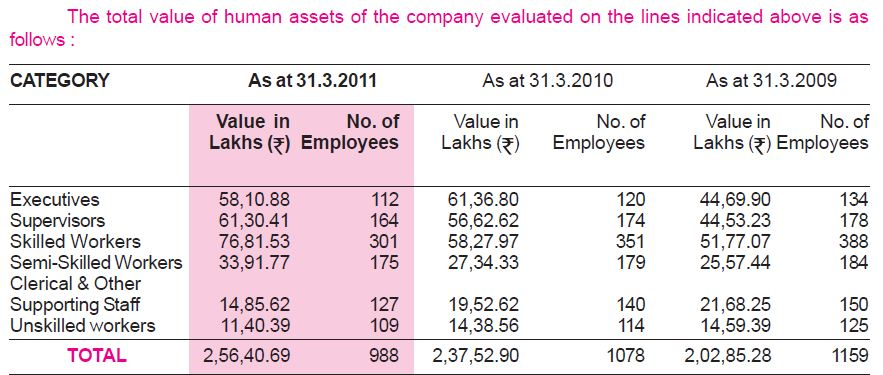 The total value of human assets of the company evaluated on the lines indicated above is as
follows :
CATEGORY As at 31.3.2011 As at 31.3.2010 As at 31.3.2009
Value in No. of Value in No. of Value in No. of
Lakhs (₹) Employees Lakhs (₹) Employees Lakhs (₹) Employees
Executives 58,10.88 112 61,36.80 120 44,69.90 134
Supervisors 61,30.41 164 56,62.62 174 44,53.23 178
Skilled Workers 76,81.53 301 58,27.97 351 51,77.07 388
Semi-Skilled Workers 33,91.77 175 27,34.33 179 25,57.44 184
Clerical & Other
Supporting Staff 14,85.62 127 19,52.62 140 21,68.25 150
Unskilled workers 11,40.39 109 14,38.56 114 14,59.39 125
TOTAL 2,56,40.69 988 2,37,52.90 1078 2,02,85.28 1159